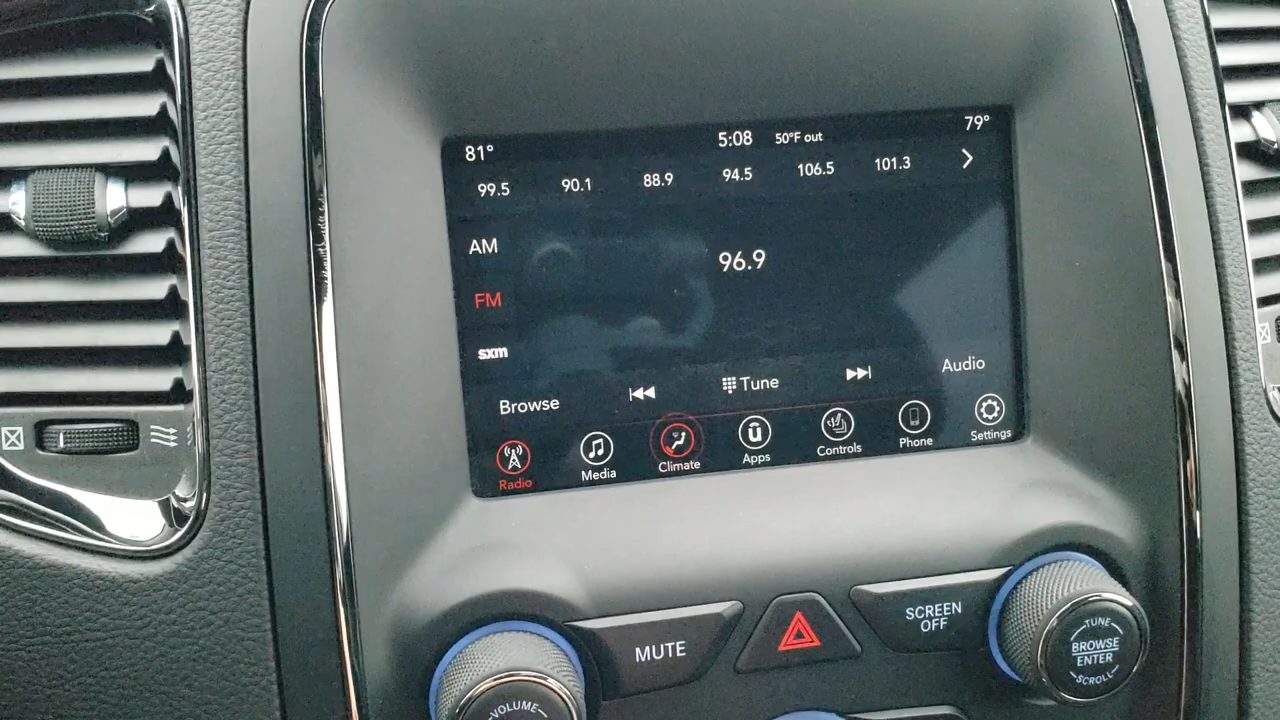 81° 5:08 50°F out 79°
99.5 90.1 88.9 94.5 106.5 101.3
AM
96.9
FM
sxm
Browse Tune Audio
Radio Media Climate Apps Controls Phone Settings
MUTE
SCREEN
OFF
TUNE
BROWSE
ENTER
SCROLL
VOLUME